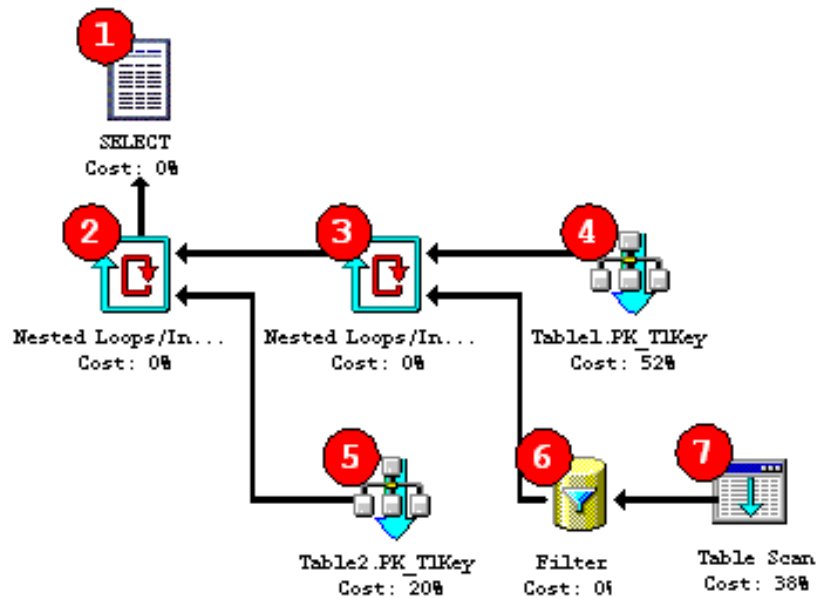 1
SELECT
Cost: 0%
2
3
4
Nested Loops/In...
Cost: 0%
Nested Loops/In...
Cost: 0%
Table1.PK_T1Key
Cost: 52%
5
6
7
Table2.PK_T1Key
Cost: 20%
Filter
Cost: 0%
Table Scan
Cost: 38%